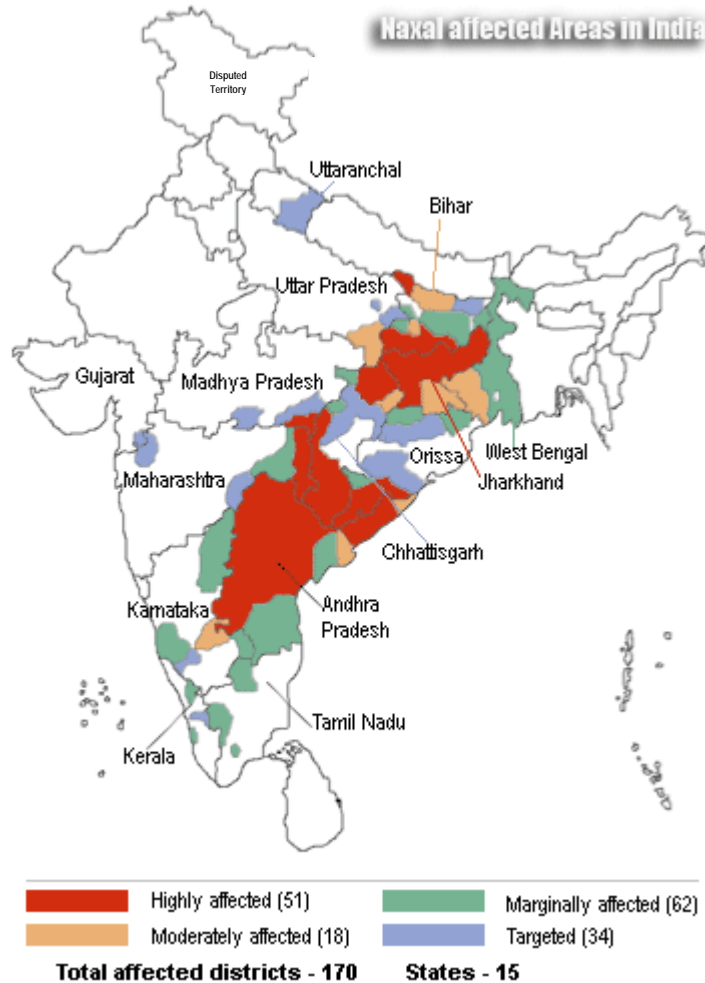 Naxal affected Areas in India
Disputed
Territory
Uttaranchal
Bihar
Uttar Pradesh
Gujarat
Madhya Pradesh
West Bengal
Orissa
Jharkhand
Maharashtra
Chhattisgarh
Karnataka
Andhra
Pradesh
Tamil Nadu
Kerala
Highly affected (51)
Marginally affected (62)
Moderately affected (18)
Targeted (34)
Total affected districts - 170 States - 15